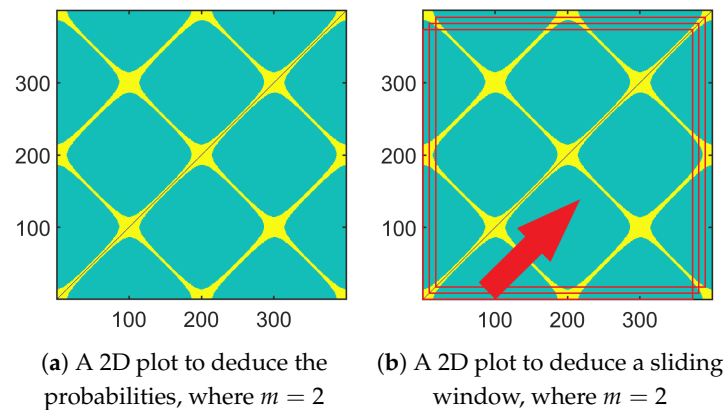 300
200
100
100 200 300
300
200
100
100 200 300
(a) A 2D plot to deduce the
probabilities, where m = 2
(b) A 2D plot to deduce a sliding
window, where m = 2